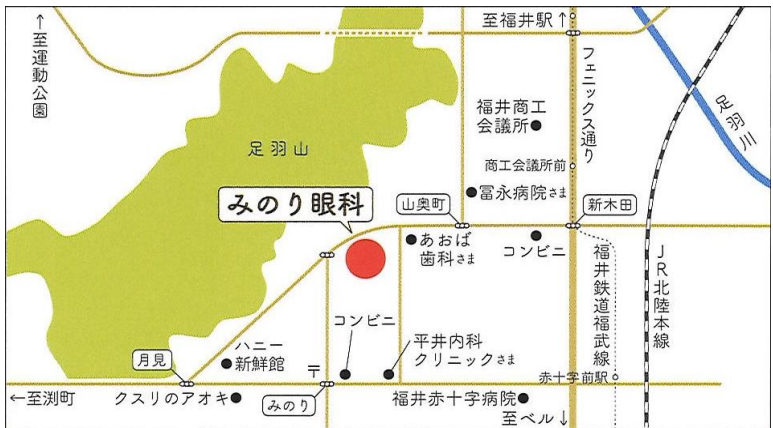 至福井駅↑
↑至運動公園
フェニックス通り
足羽川
福井商工
会議所
足羽山
商工会議所前
冨永病院さま
みのり眼科
山奥町
新木田
あおば
歯科さま
コンビニ
福井鉄道福武線
JR北陸本線
コンビニ
ハニー
新鮮館
平井内科
クリニックさま
月見
〒
赤十字前駅
←至渕町
クスリのアオキ
みのり
福井赤十字病院
至ベル↓